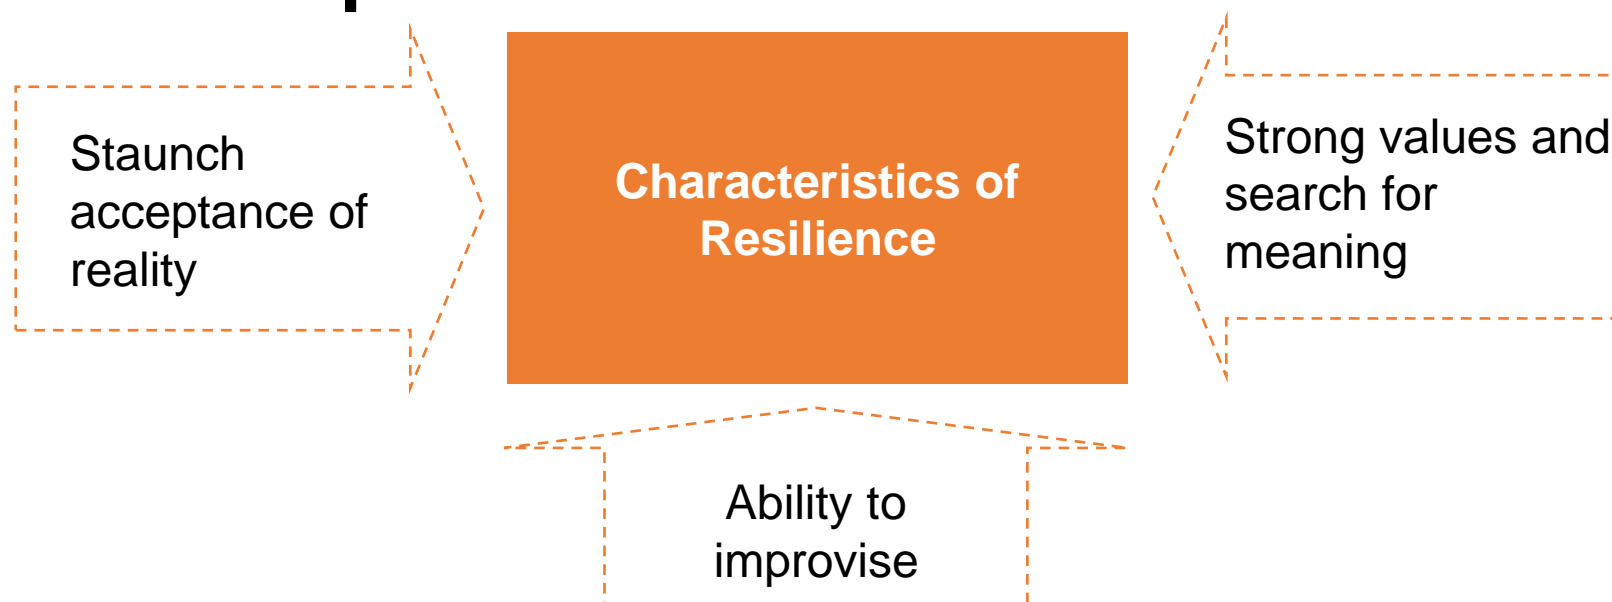 Staunch
acceptance of
reality
Characteristics of
Resilience
Strong values and
search for
meaning
Ability to
improvise